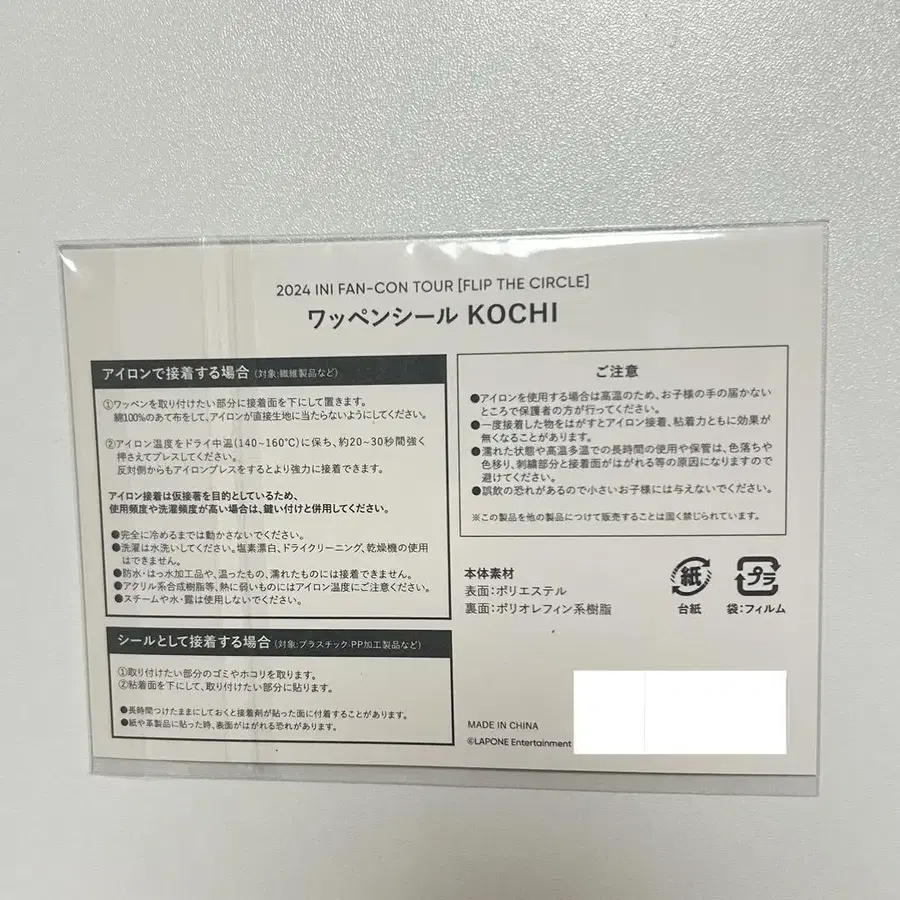 2024 INI FAN-CON TOUR [FLIP THE CIRCLE]
ワッペンシール KOCHI
アイロンで接着する場合 (対象:繊維製品など)
①ワッペンを取り付けたい部分に接着面を下にして置きます。
綿100%のあて布をして、アイロンが直接生地に当たらないようにしてください。
②アイロン温度をドライ中温(140~160℃)に保ち、約20~30秒間強く
押さえてプレスしてください。
反対側からもアイロンプレスをするとより強力に接着できます。
アイロン接着は仮接著を目的としているため、
使用頻度や洗濯頻度が高い場合は、縫い付けと併用してください。
●完全に冷めるまでは動かさないでください。
●洗濯は水洗いしてください。塩素漂白、ドライクリーニング、乾燥機の使用
はできません。
●防水・はっ水加工品や、湿ったもの、濡れたものには接着できません。
●アクリル系合成樹脂等、熱に弱いものにはアイロン温度にご注意ください。
●スチームや水・霧は使用しないでください。
シールとして接着する場合 (対象:プラスチック・PP加工製品など)
①取り付けたい部分のゴミやホコリを取ります。
②粘着面を下にして、取り付けたい部分に貼ります。
●長時間つけたままにしておくと接着剤が貼った面に付着することがあります。
●紙や革製品に貼った時、表面がはがれる恐れがあります。
ご注意
●アイロンを使用する場合は高温のため、お子様の手の届かない
ところで保護者の方が行ってください。
●一度接着した物をはがすとアイロン接着、粘着力ともに効果が
無くなることがあります。
●濡れた状態や高温多湿での長時間の使用や保管は、色落ちや
色移り、刺繍部分と接着面がはがれる等の原因になりますので
避けてください。
●誤飲の恐れがあるので小さいお子様には与えないでください。
※この製品を他の製品につけて販売することは固く禁じられています。
本体素材
表面:ポリエステル
裏面:ポリオレフィン系樹脂
紙
台紙
プラ
袋:フィルム
MADE IN CHINA
©LAPONE Entertainment